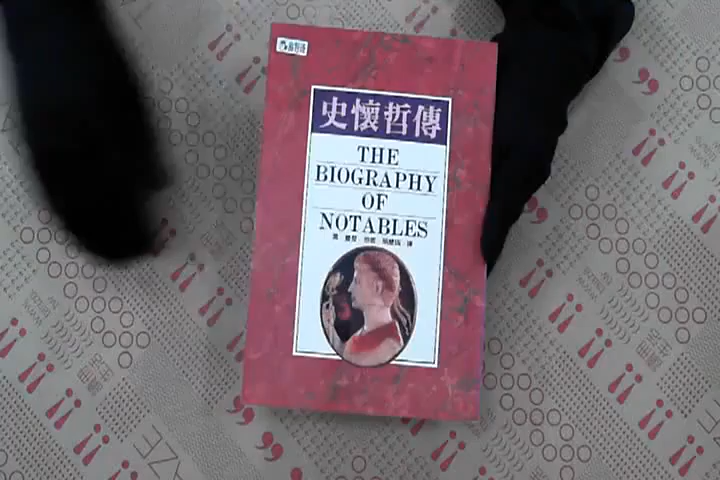 史懷哲傳
THE
BIOGRAPHY
OF
NOTABLES